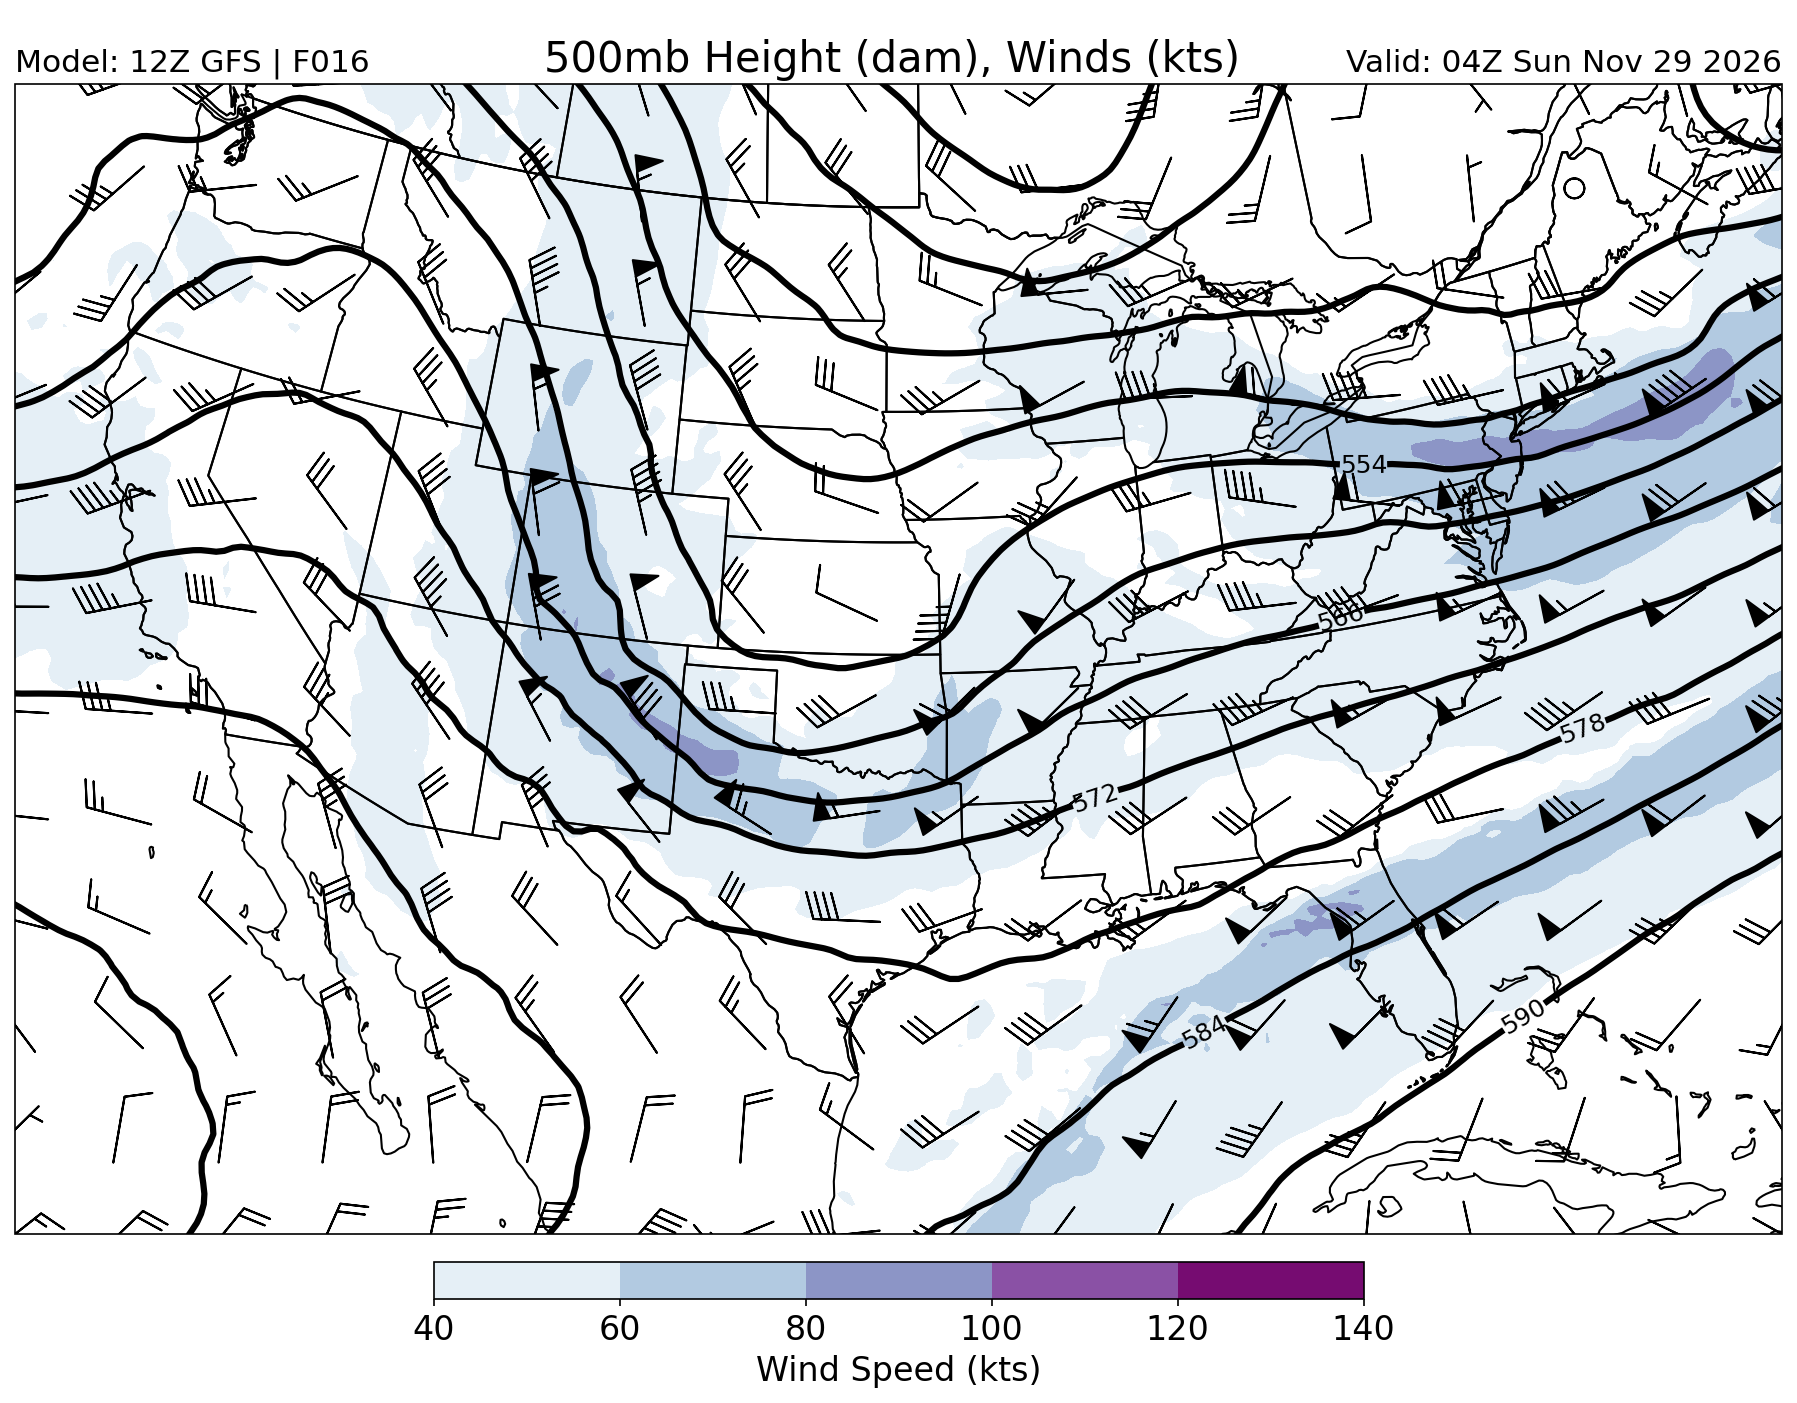 Model: 12Z GFS | F016
500mb Height (dam), Winds (kts)
Valid: 04Z Sun Nov 29 2026
554
566
578
572
584
590
40 60 80 100 120 140
Wind Speed (kts)